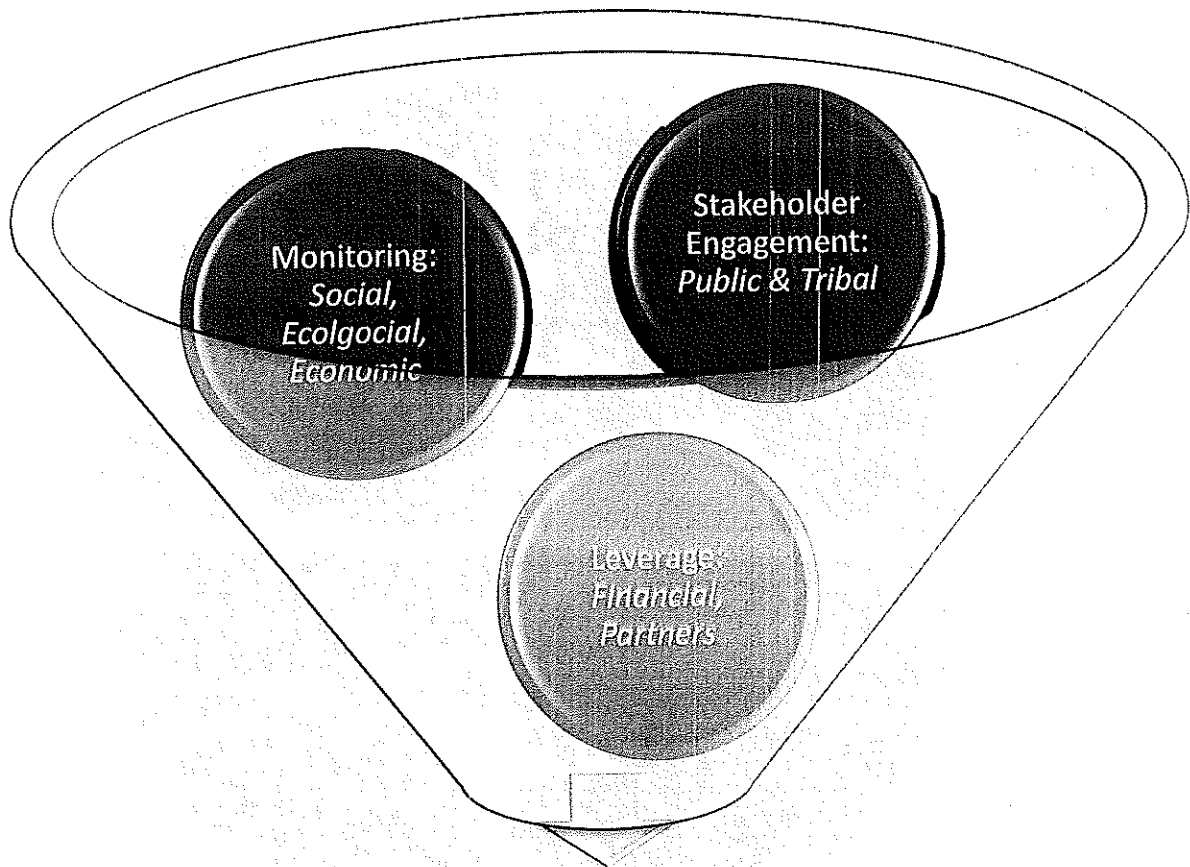 Monitoring:
Social,
Ecolgocial,
Economic
Stakeholder
Engagement:
Public & Tribal
Leverage:
Financial,
Partners